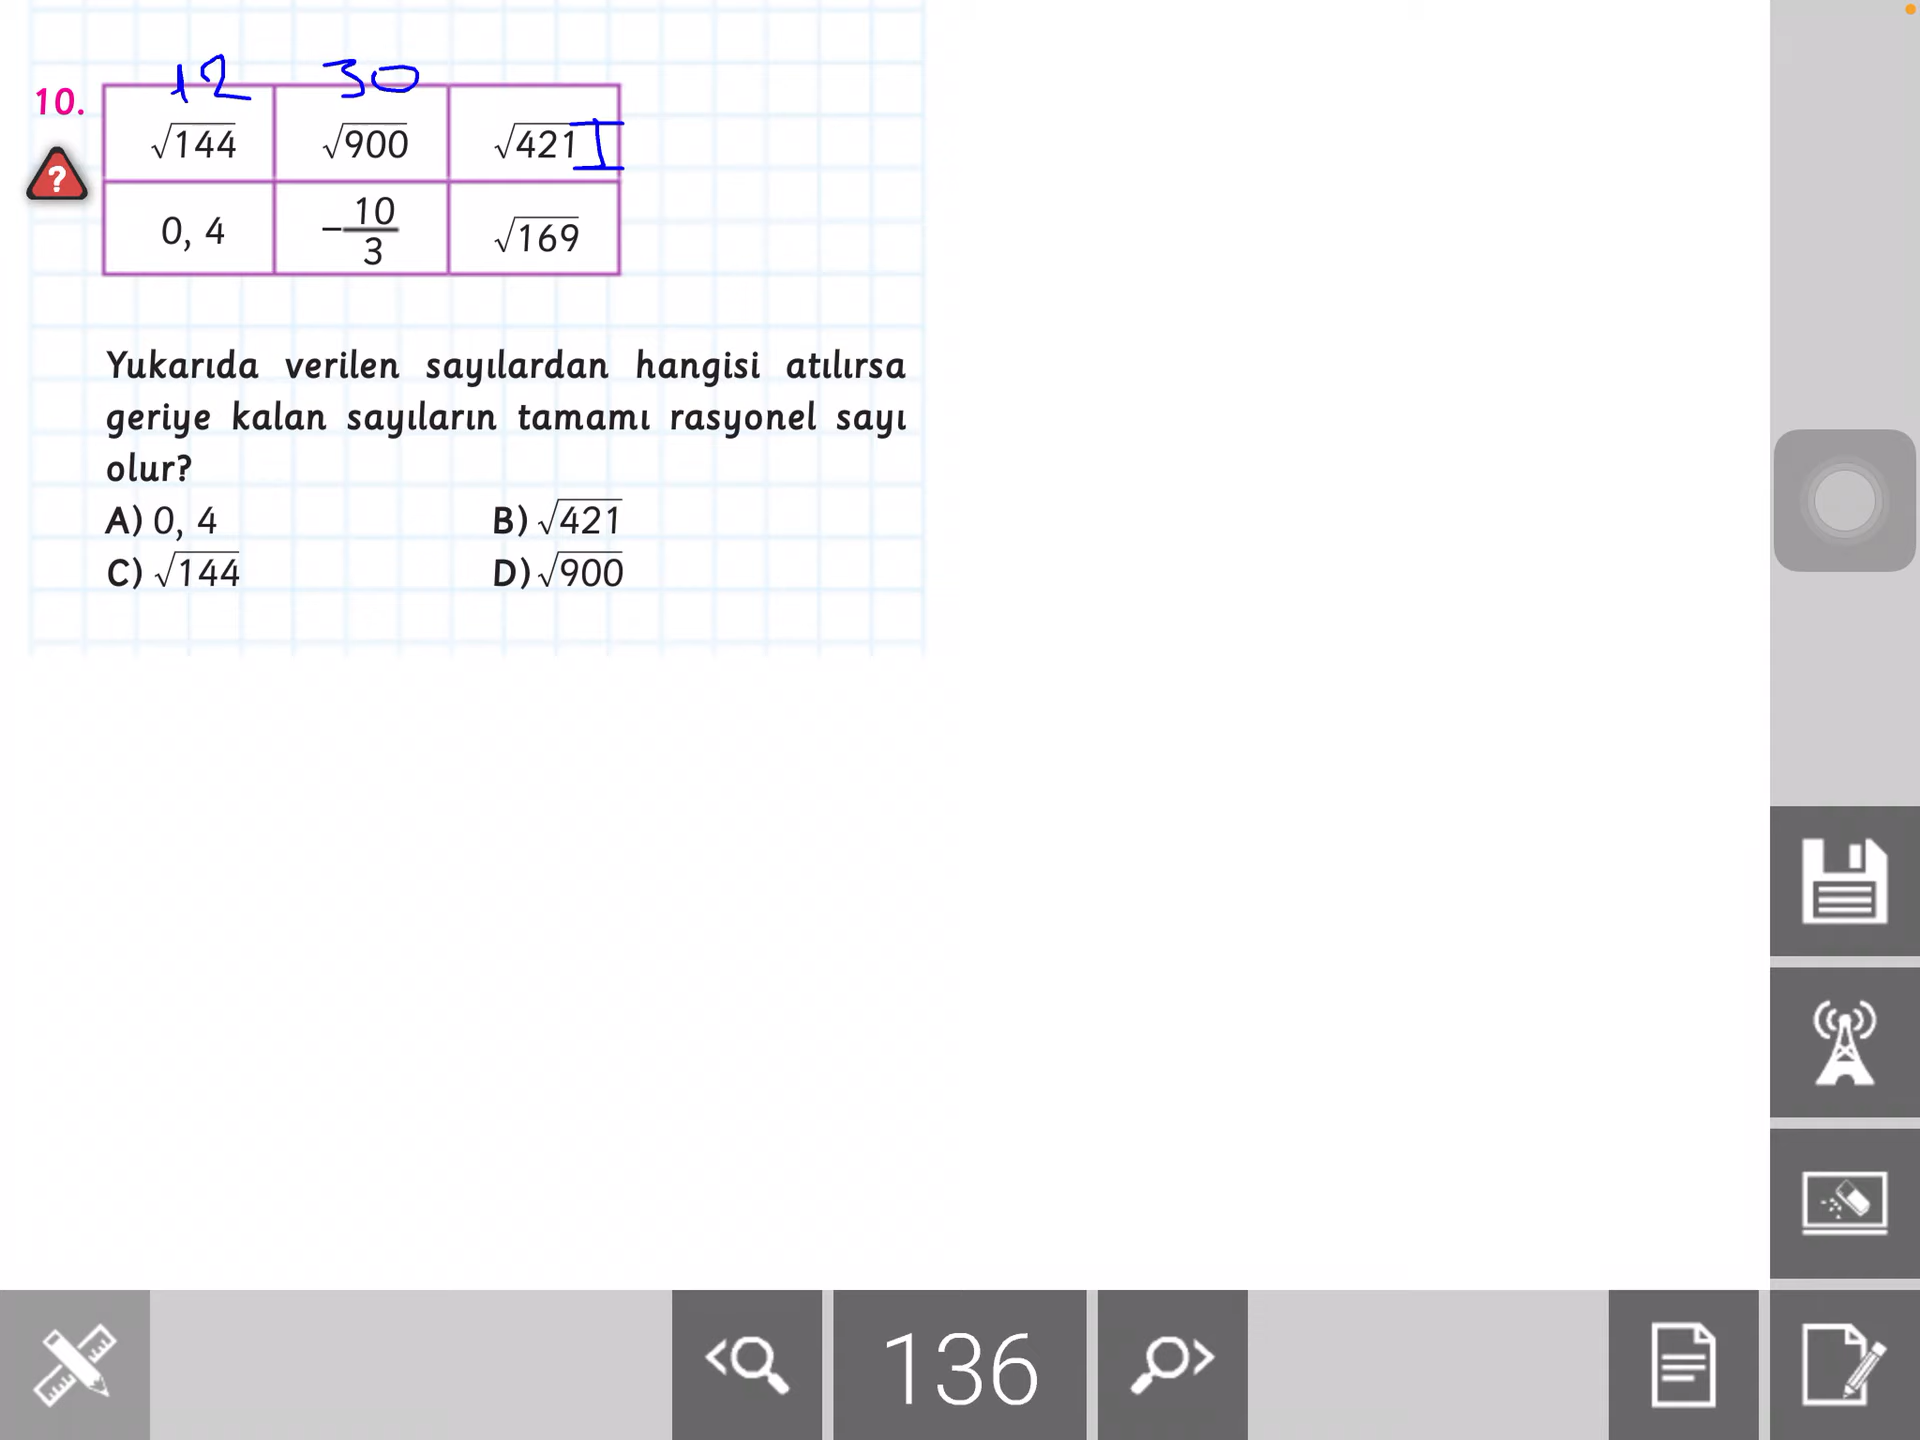 12 30
10.
√144 √900 √421 I
?
0, 4 -10/3 √169
Yukarıda verilen sayılardan hangisi atılırsa
geriye kalan sayıların tamamı rasyonel sayı
olur?
A) 0, 4 B) √421
C) √144 D) √900
136